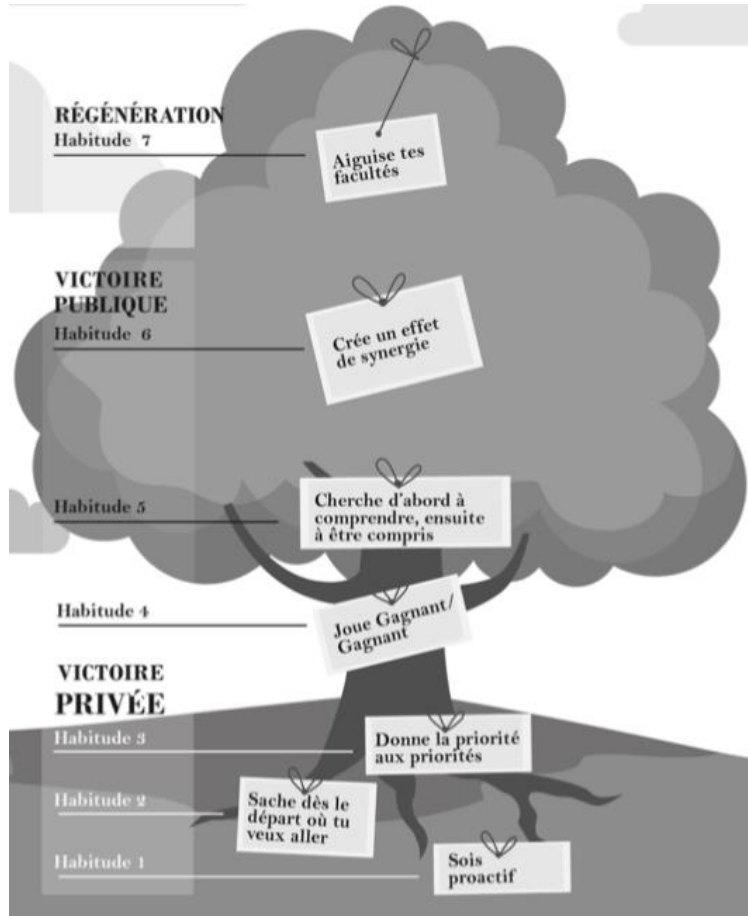 RÉGÉNÉRATION
Habitude 7
Aiguise tes
facultés
VICTOIRE
PUBLIQUE
Habitude 6
Crée un effet
de synergie
Habitude 5
Cherche d'abord à
comprendre, ensuite
à être compris
Habitude 4
Joue Gagnant/
Gagnant
VICTOIRE
PRIVÉE
Habitude 3
Donne la priorité
aux priorités
Habitude 2
Sache dès le
départ où tu
veux aller
Habitude 1
Sois
proactif